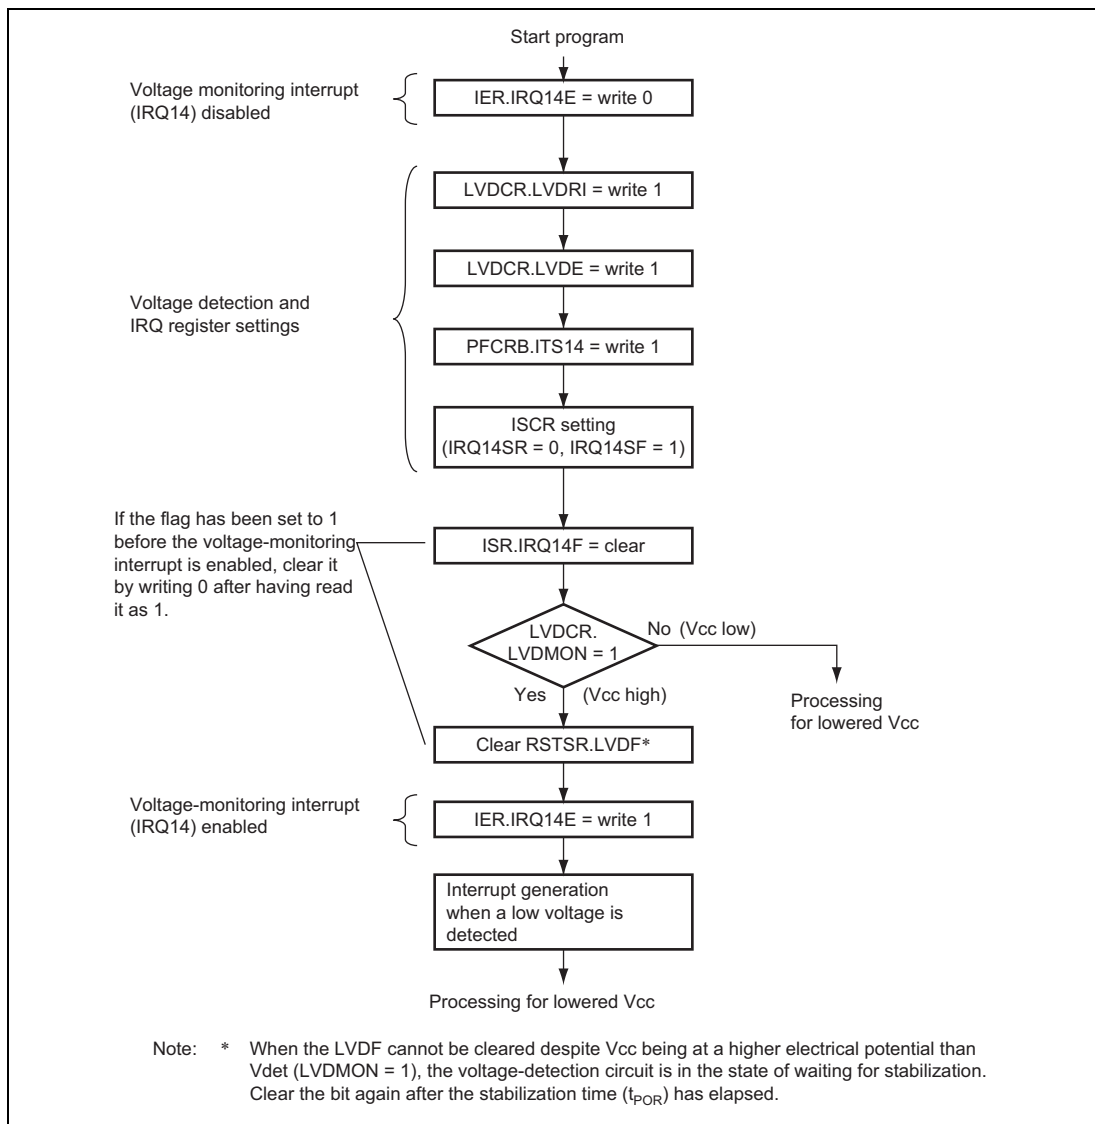 Start program
Voltage monitoring interrupt
(IRQ14) disabled
IER.IRQ14E = write 0
LVDCR.LVDRI = write 1
LVDCR.LVDE = write 1
Voltage detection and
IRQ register settings
PFCRB.ITS14 = write 1
ISCR setting
(IRQ14SR = 0, IRQ14SF = 1)
If the flag has been set to 1
before the voltage-monitoring
interrupt is enabled, clear it
by writing 0 after having read
it as 1.
ISR.IRQ14F = clear
LVDCR.
LVDMON = 1
No (Vcc low)
Yes (Vcc high)
Processing
for lowered Vcc
Clear RSTSR.LVDF*
Voltage-monitoring interrupt
(IRQ14) enabled
IER.IRQ14E = write 1
Interrupt generation
when a low voltage is
detected
Processing for lowered Vcc
Note: * When the LVDF cannot be cleared despite Vcc being at a higher electrical potential than
Vdet (LVDMON = 1), the voltage-detection circuit is in the state of waiting for stabilization.
Clear the bit again after the stabilization time (tPOR) has elapsed.